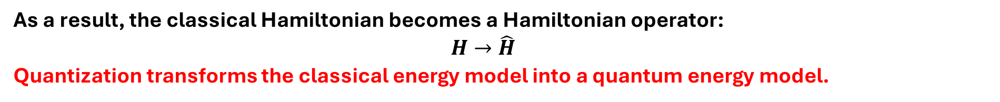 As a result, the classical Hamiltonian becomes a Hamiltonian operator:
H → Ĥ
Quantization transforms the classical energy model into a quantum energy model.